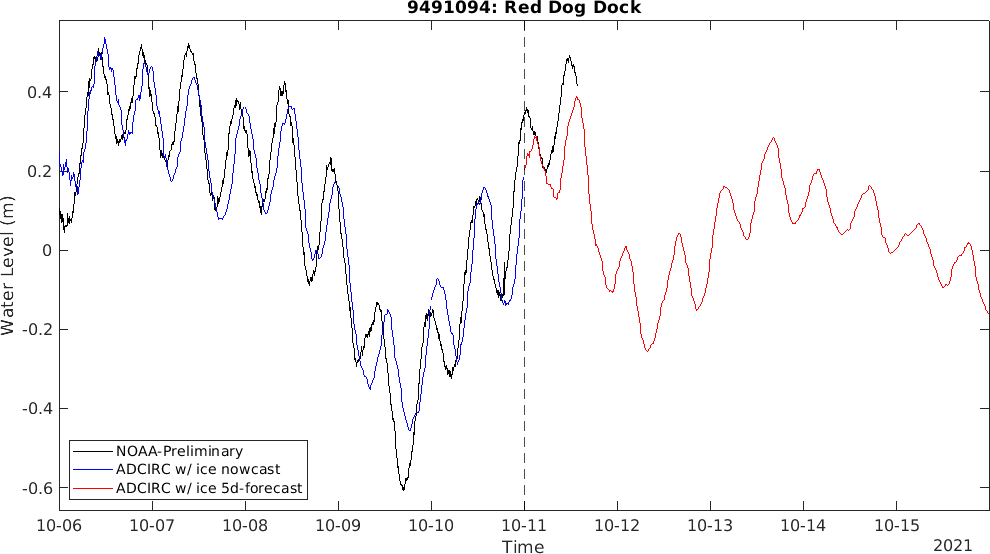 9491094: Red Dog Dock
Water Level (m)
0.4
0.2
0
-0.2
-0.4
-0.6
NOAA-Preliminary
ADCIRC w/ ice nowcast
ADCIRC w/ ice 5d-forecast
10-06 10-07 10-08 10-09 10-10 10-11 10-12 10-13 10-14 10-15
Time
2021